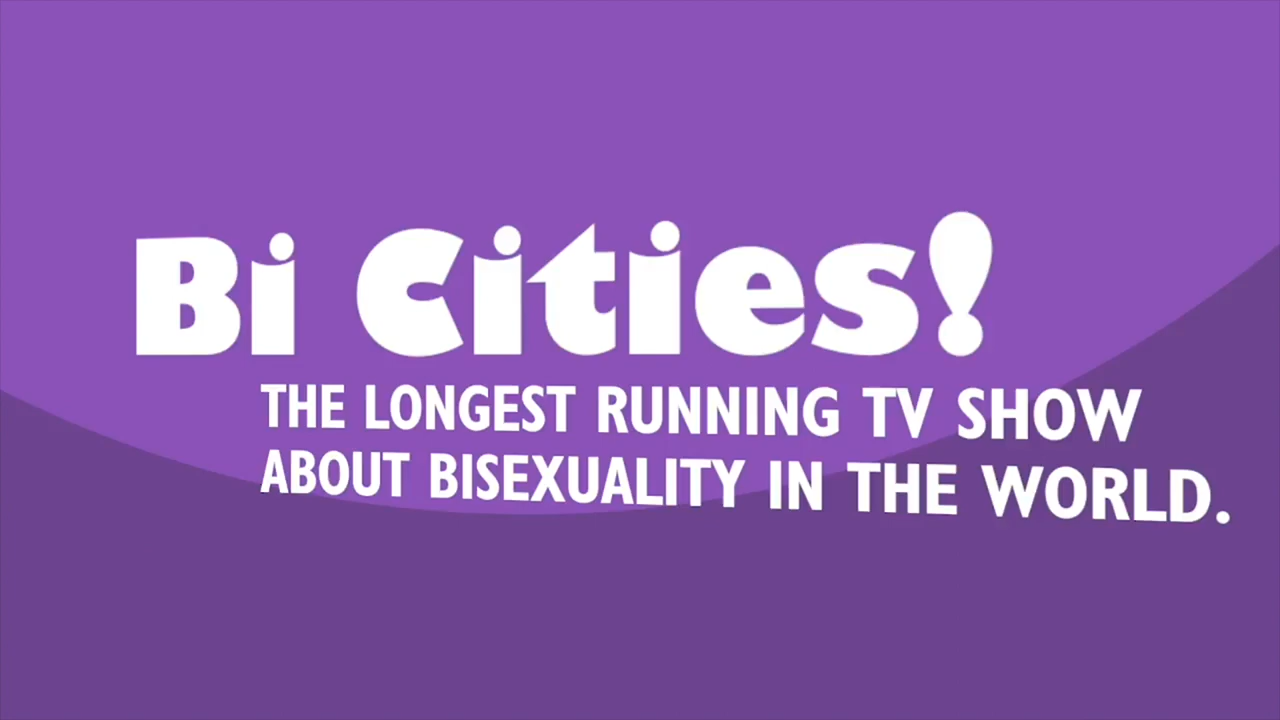 Bi Cities!
THE LONGEST RUNNING TV SHOW
ABOUT BISEXUALITY IN THE WORLD.